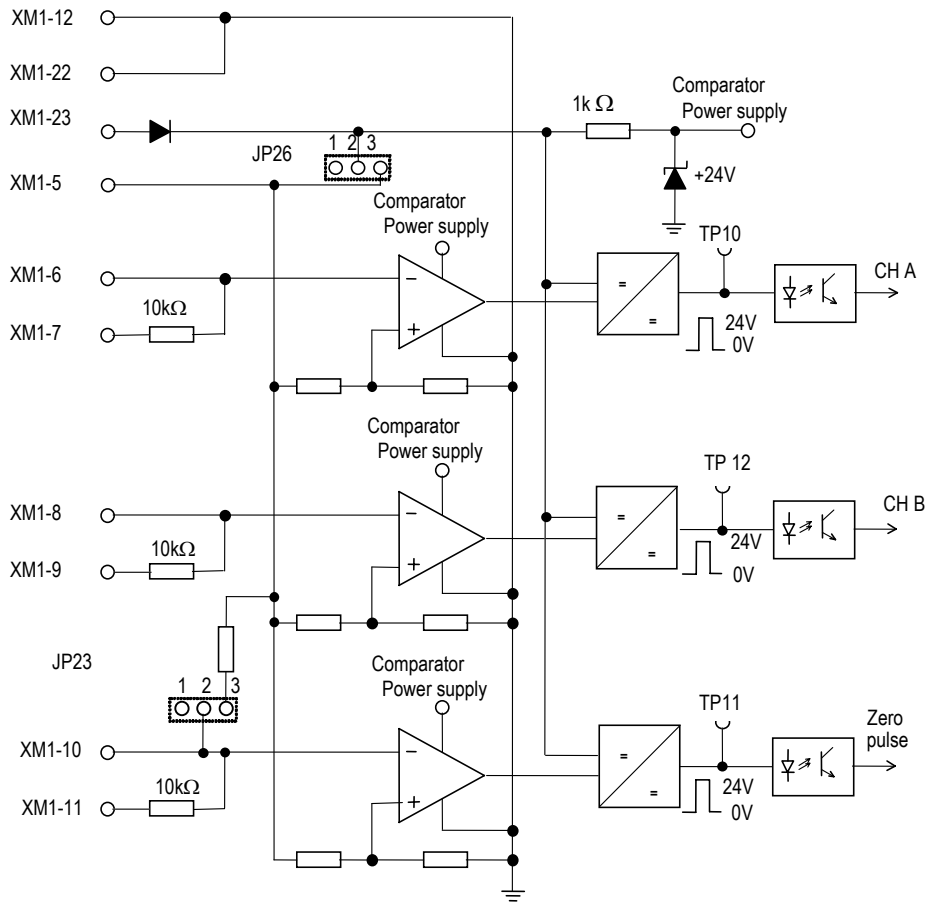 XM1-12
XM1-22
XM1-23
XM1-5
JP26
1 2 3
1k Ω
Comparator
Power supply
+24V
Comparator
Power supply
XM1-6
10kΩ
XM1-7
−
+
=
=
TP10
24V
0V
CH A
Comparator
Power supply
XM1-8
10kΩ
XM1-9
−
+
=
=
TP 12
24V
0V
CH B
JP23
1 2 3
Comparator
Power supply
XM1-10
10kΩ
XM1-11
−
+
=
=
TP11
24V
0V
Zero
pulse